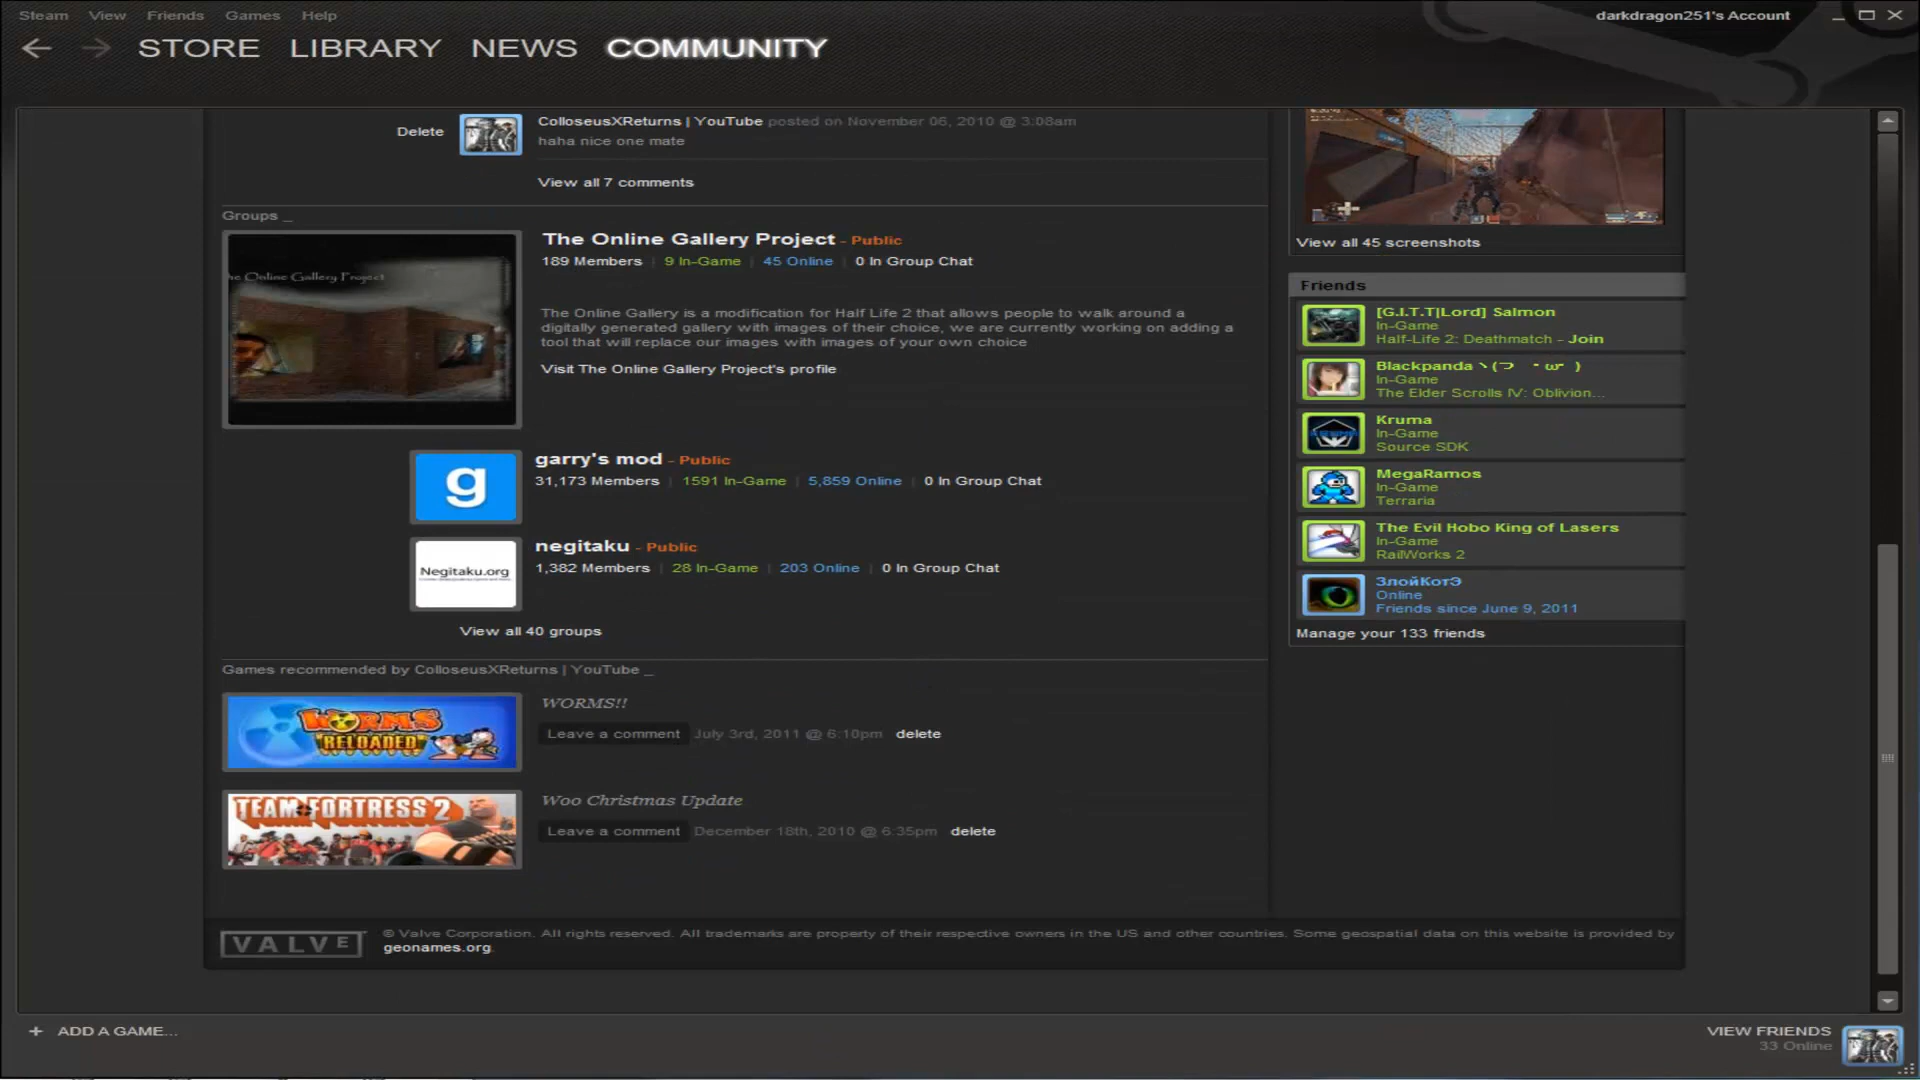 Steam View Friends Games Help
darkdragon251's Account
STORE LIBRARY NEWS COMMUNITY
Delete
ColloseusXReturns | YouTube posted on November 06, 2010 @ 3:08am
haha nice one mate
View all 7 comments
Groups _
The Online Gallery Project
The Online Gallery Project - Public
189 Members | 9 In-Game | 45 Online | 0 In Group Chat
The Online Gallery is a modification for Half Life 2 that allows people to walk around a
digitally generated gallery with images of their choice, we are currently working on adding a
tool that will replace our images with images of your own choice
Visit The Online Gallery Project's profile
g
garry's mod - Public
31,173 Members | 1591 In-Game | 5,859 Online | 0 In Group Chat
Negitaku.org
negitaku - Public
1,382 Members | 28 In-Game | 203 Online | 0 In Group Chat
View all 40 groups
Games recommended by ColloseusXReturns | YouTube _
WORMS RELOADED
WORMS!!
Leave a comment July 3rd, 2011 @ 6:10pm delete
TEAM FORTRESS 2
Woo Christmas Update
Leave a comment December 18th, 2010 @ 6:35pm delete
View all 45 screenshots
Friends
[G.I.T.T|Lord] Salmon
In-Game
Half-Life 2: Deathmatch - Join
Blackpanda ヽ(つ ･ω･ )
In-Game
The Elder Scrolls IV: Oblivion...
Kruma
In-Game
Source SDK
MegaRamos
In-Game
Terraria
The Evil Hobo King of Lasers
In-Game
RailWorks 2
ЗлойКотЭ
Online
Friends since June 9, 2011
Manage your 133 friends
VALVE
© Valve Corporation. All rights reserved. All trademarks are property of their respective owners in the US and other countries. Some geospatial data on this website is provided by
geonames.org.
+ ADD A GAME...
VIEW FRIENDS
33 Online